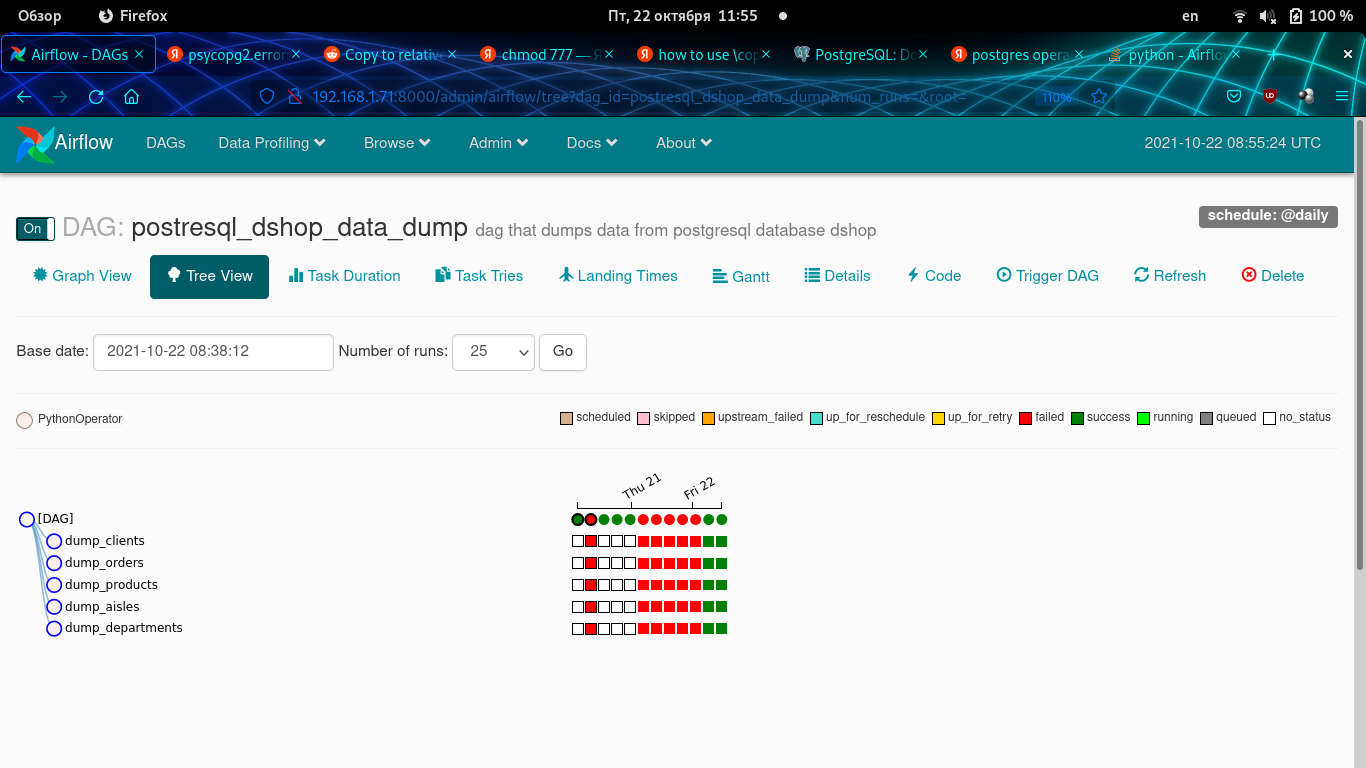 Обзор Firefox Пт, 22 октября 11:55 en 100 %
Airflow - DAGs psycopg2.error Copy to relative chmod 777 — Я how to use \cop PostgreSQL: Do postgres opera python - Airflow
192.168.1.71:8000/admin/airflow/tree?dag_id=postresql_dshop_data_dump&num_runs=&root= 110%
Airflow DAGs Data Profiling Browse Admin Docs About 2021-10-22 08:55:24 UTC
schedule: @daily
On DAG: postresql_dshop_data_dump dag that dumps data from postgresql database dshop
Graph View Tree View Task Duration Task Tries Landing Times Gantt Details Code Trigger DAG Refresh Delete
Base date: 2021-10-22 08:38:12 Number of runs: 25 Go
PythonOperator scheduled skipped upstream_failed up_for_reschedule up_for_retry failed success running queued no_status
Thu 21 Fri 22
[DAG]
dump_clients
dump_orders
dump_products
dump_aisles
dump_departments